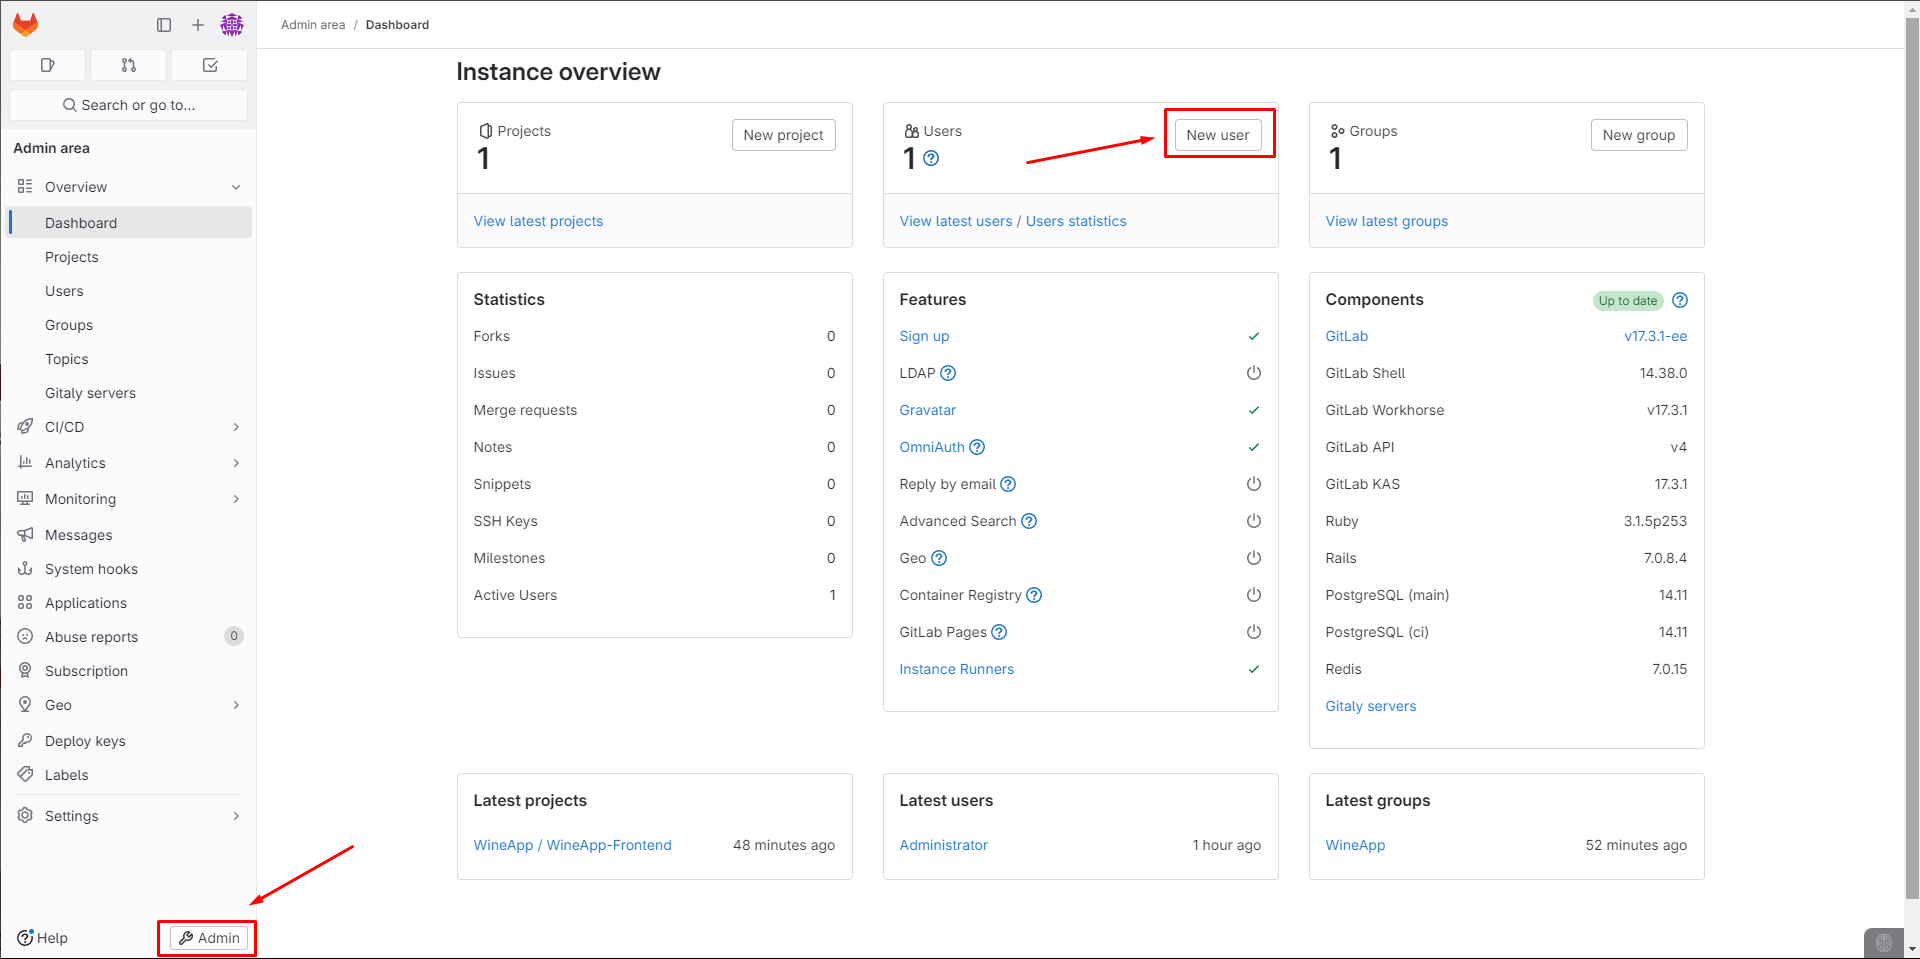 Admin area / Dashboard
Search or go to...
Admin area
Overview
Dashboard
Projects
Users
Groups
Topics
Gitaly servers
CI/CD
Analytics
Monitoring
Messages
System hooks
Applications
Abuse reports 0
Subscription
Geo
Deploy keys
Labels
Settings
Help
Admin
Instance overview
Projects
1
New project
View latest projects
Users
1
New user
View latest users / Users statistics
Groups
1
New group
View latest groups
Statistics
Forks 0
Issues 0
Merge requests 0
Notes 0
Snippets 0
SSH Keys 0
Milestones 0
Active Users 1
Features
Sign up
LDAP
Gravatar
OmniAuth
Reply by email
Advanced Search
Geo
Container Registry
GitLab Pages
Instance Runners
Components Up to date
GitLab v17.3.1-ee
GitLab Shell 14.38.0
GitLab Workhorse v17.3.1
GitLab API v4
GitLab KAS 17.3.1
Ruby 3.1.5p253
Rails 7.0.8.4
PostgreSQL (main) 14.11
PostgreSQL (ci) 14.11
Redis 7.0.15
Gitaly servers
Latest projects
WineApp / WineApp-Frontend 48 minutes ago
Latest users
Administrator 1 hour ago
Latest groups
WineApp 52 minutes ago